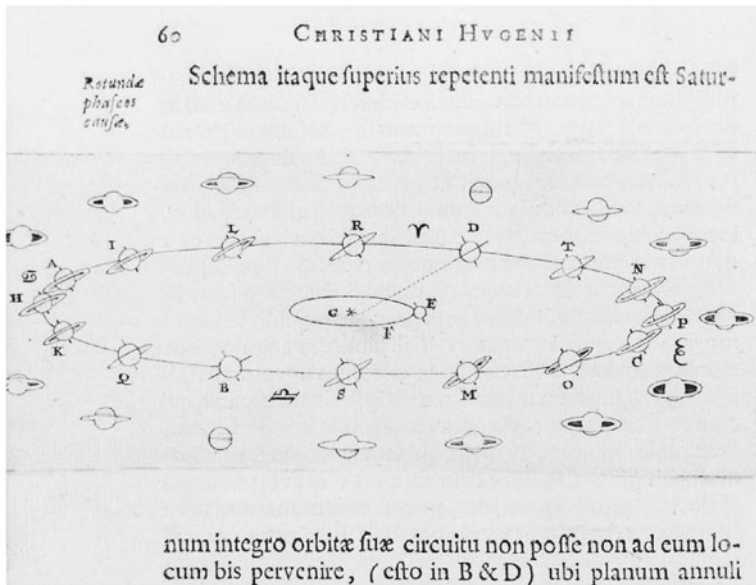 60 CHRISTIANI HVGENII
Rotundæ
phaseos
causæ.
Schema itaque ſuperius repetenti manifeſtum eſt Satur-
L R ♈ D
I T
A N
♋
H G E P
F
K C
Q O
B ♎ S M
num integro orbitæ ſuæ circuitu non poſſe non ad eum lo-
cum bis pervenire, (eſto in B & D) ubi planum annuli